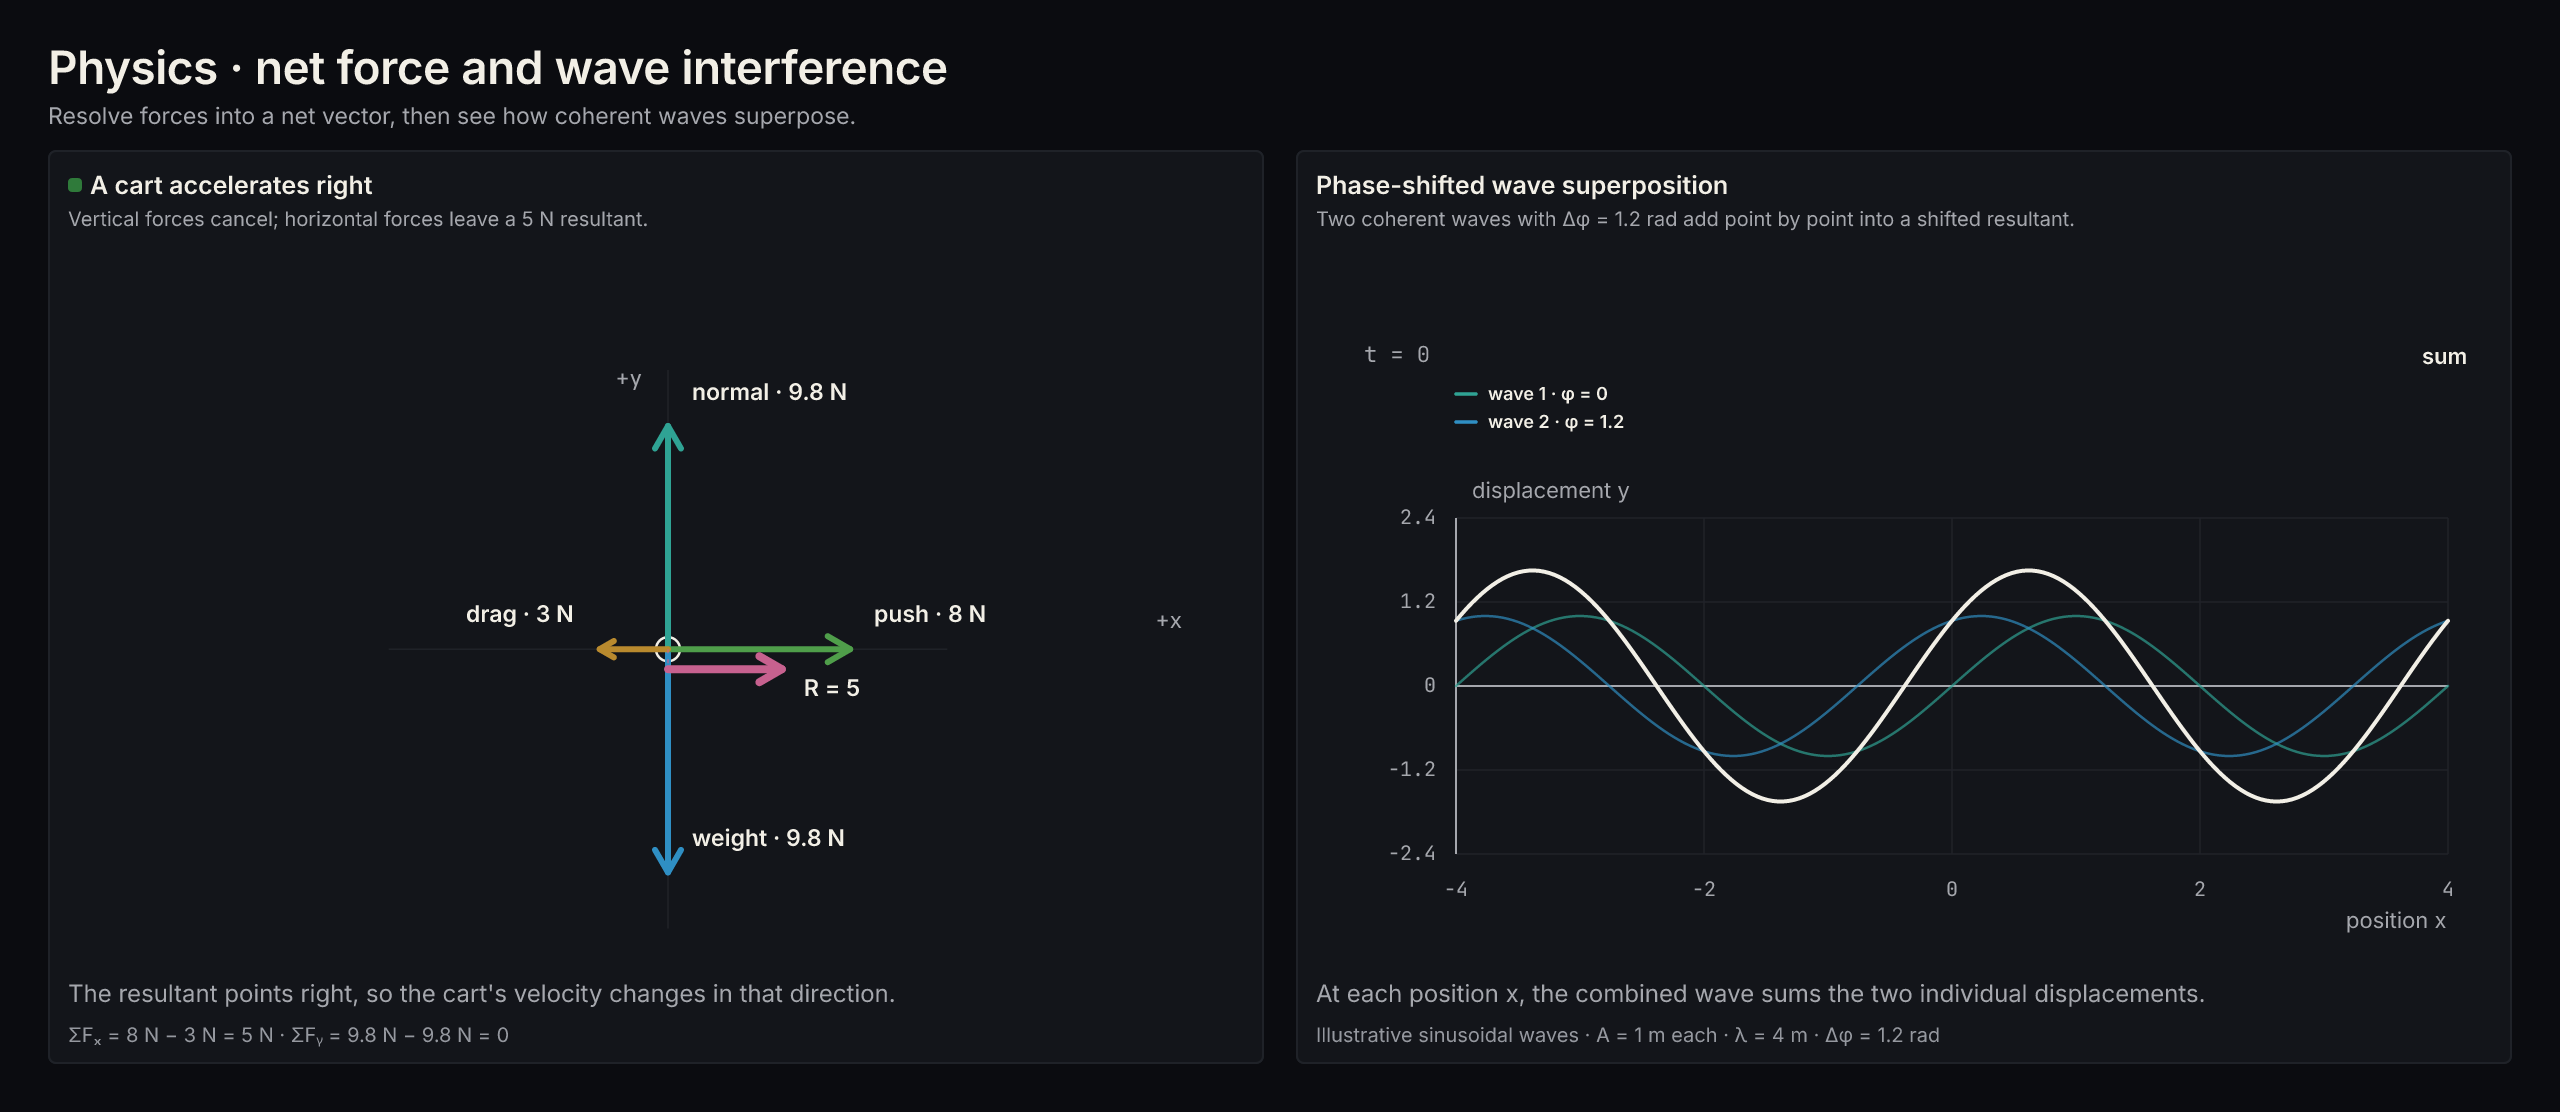 Physics · net force and wave interference
Resolve forces into a net vector, then see how coherent waves superpose.
A cart accelerates right
Vertical forces cancel; horizontal forces leave a 5 N resultant.
+y
normal · 9.8 N
drag · 3 N
push · 8 N
+x
R = 5
weight · 9.8 N
The resultant points right, so the cart's velocity changes in that direction.
ΣFₓ = 8 N − 3 N = 5 N · ΣFᵧ = 9.8 N − 9.8 N = 0
Phase-shifted wave superposition
Two coherent waves with Δφ = 1.2 rad add point by point into a shifted resultant.
t = 0
sum
wave 1 · φ = 0
wave 2 · φ = 1.2
displacement y
2.4
1.2
0
-1.2
-2.4
-4 -2 0 2 4
position x
At each position x, the combined wave sums the two individual displacements.
Illustrative sinusoidal waves · A = 1 m each · λ = 4 m · Δφ = 1.2 rad